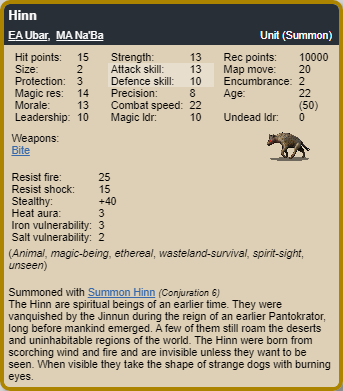 Hinn
EA Ubar, MA Na'Ba Unit (Summon)
Hit points: 15 Strength: 13 Rec points: 10000
Size: 2 Attack skill: 13 Map move: 20
Protection: 3 Defence skill: 10 Encumbrance: 2
Magic res: 14 Precision: 8 Age: 22
Morale: 13 Combat speed: 22 (50)
Leadership: 10 Magic ldr: 10 Undead ldr: 0
Weapons:
Bite
Resist fire: 25
Resist shock: 15
Stealthy: +40
Heat aura: 3
Iron vulnerability: 3
Salt vulnerability: 2
(Animal, magic-being, ethereal, wasteland-survival, spirit-sight,
unseen)
Summoned with Summon Hinn (Conjuration 6)
The Hinn are spiritual beings of an earlier time. They were
vanquished by the Jinnun during the reign of an earlier Pantokrator,
long before mankind emerged. A few of them still roam the deserts
and uninhabitable regions of the world. The Hinn were born from
scorching wind and fire and are invisible unless they want to be
seen. When visible they take the shape of strange dogs with burning
eyes.